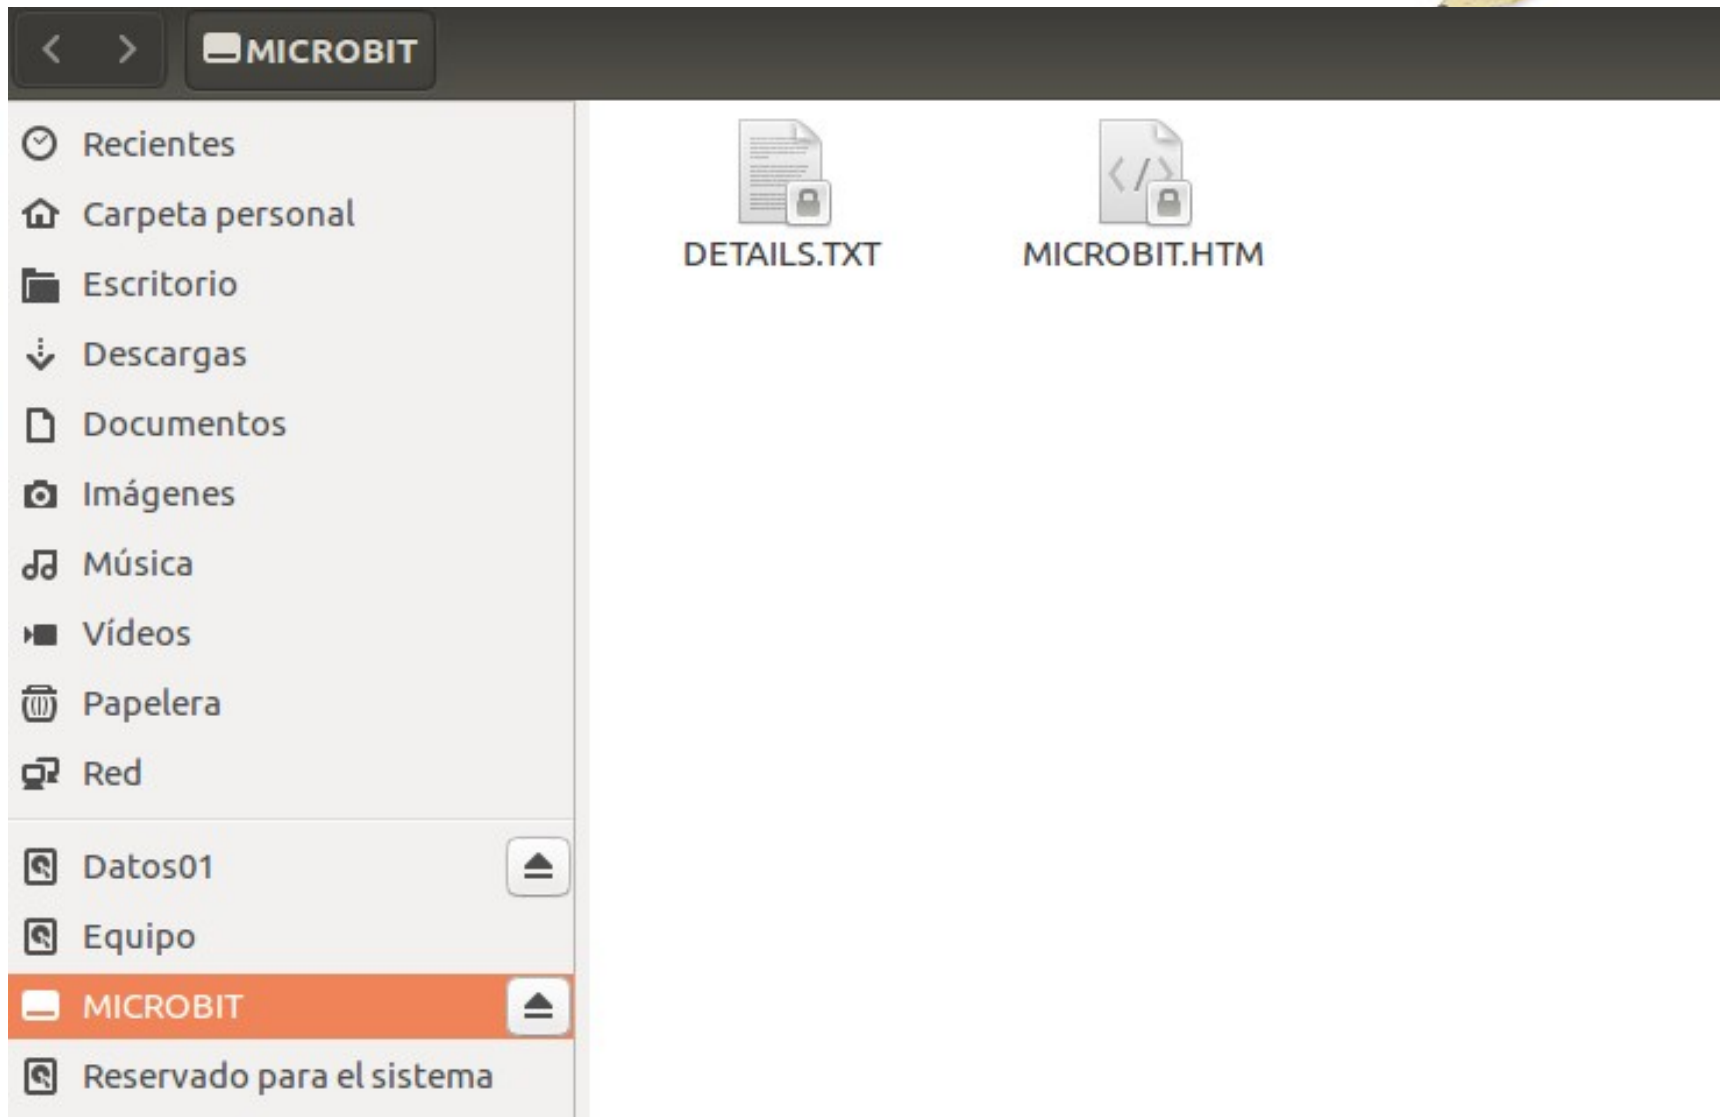 MICROBIT
Recientes
Carpeta personal
Escritorio
Descargas
Documentos
Imágenes
Música
Vídeos
Papelera
Red
Datos01
Equipo
MICROBIT
Reservado para el sistema
DETAILS.TXT
MICROBIT.HTM